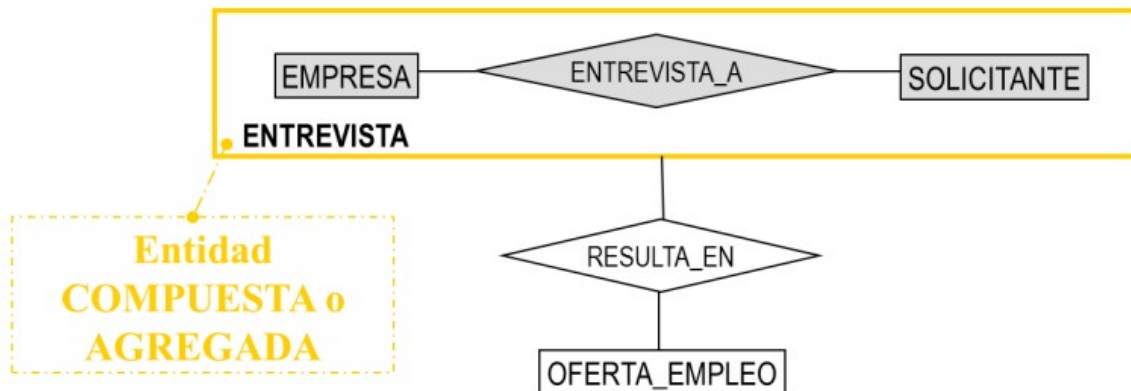 EMPRESA
ENTREVISTA_A
SOLICITANTE
ENTREVISTA
Entidad
COMPUESTA o
AGREGADA
RESULTA_EN
OFERTA_EMPLEO